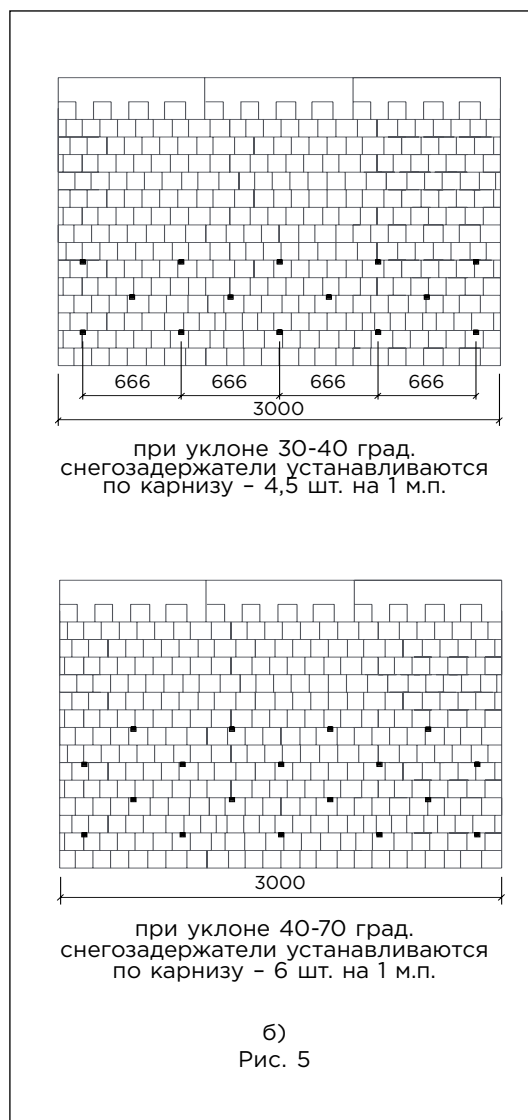 666 666 666 666
3000
при уклоне 30-40 град.
снегозадержатели устанавливаются
по карнизу – 4,5 шт. на 1 м.п.
3000
при уклоне 40-70 град.
снегозадержатели устанавливаются
по карнизу – 6 шт. на 1 м.п.
б)
Рис. 5